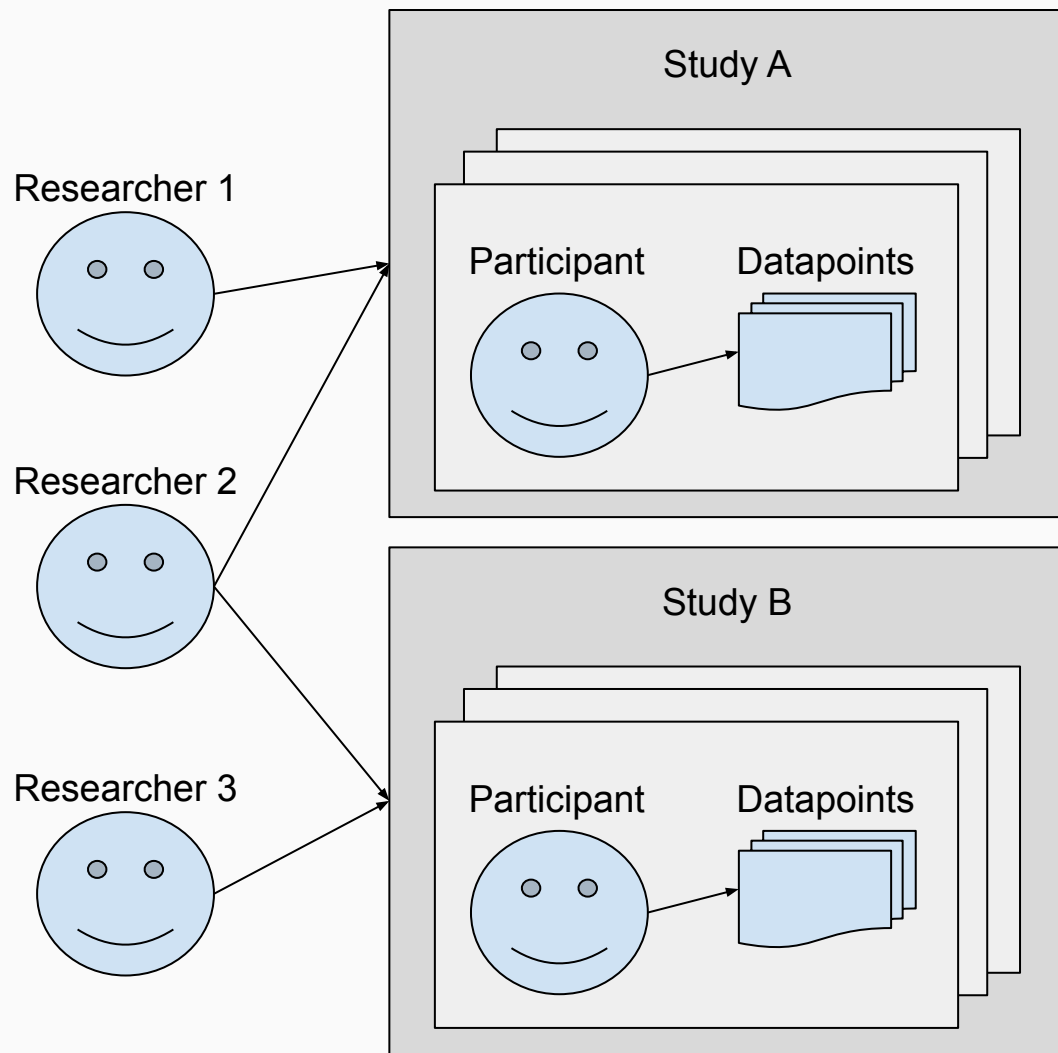 Study A
Researcher 1
Participant
Datapoints
Researcher 2
Study B
Researcher 3
Participant
Datapoints